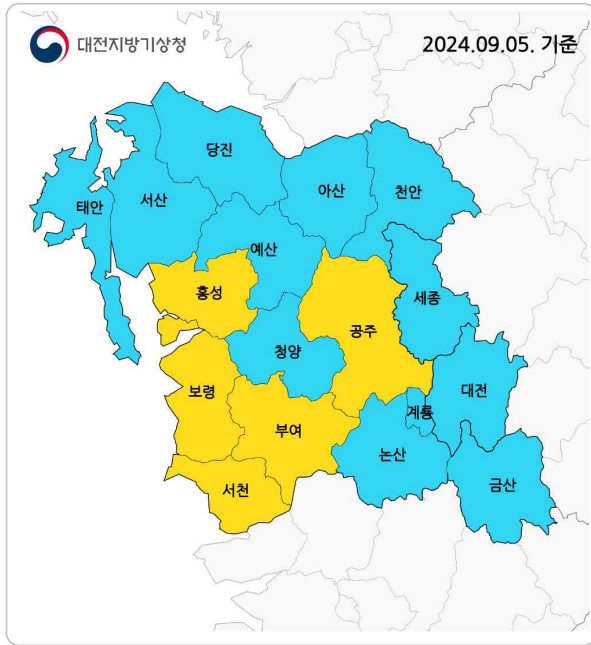 대전지방기상청
2024.09.05. 기준
당진
아산
천안
서산
태안
예산
홍성
세종
공주
청양
보령
대전
계룡
부여
논산
서천
금산